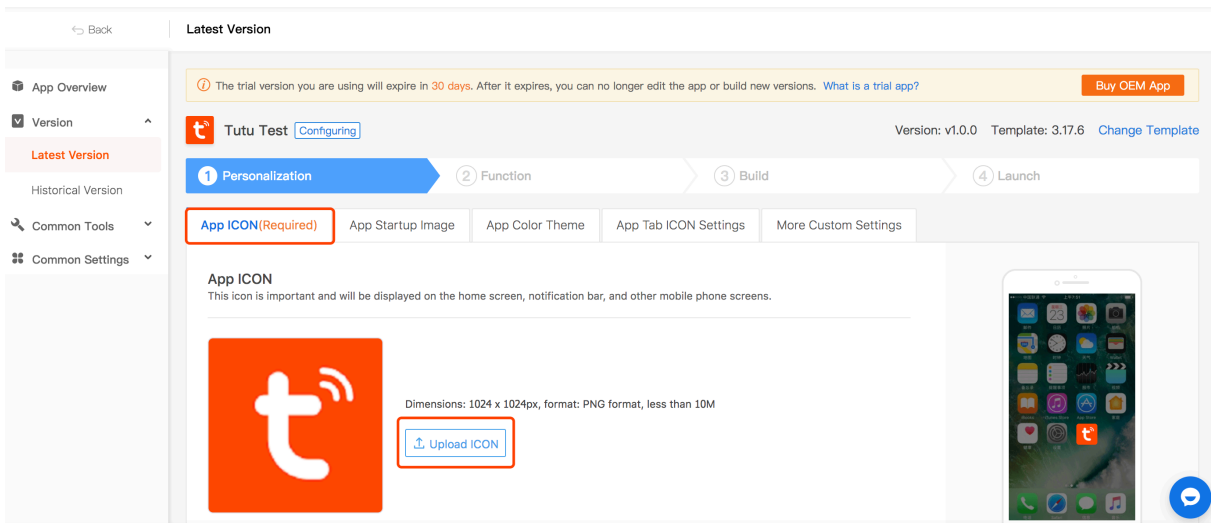 Back
Latest Version
App Overview
Version
Latest Version
Historical Version
Common Tools
Common Settings
The trial version you are using will expire in 30 days. After it expires, you can no longer edit the app or build new versions. What is a trial app?
Buy OEM App
Tutu Test Configuring
Version: v1.0.0 Template: 3.17.6 Change Template
1 Personalization
2 Function
3 Build
4 Launch
App ICON(Required)
App Startup Image
App Color Theme
App Tab ICON Settings
More Custom Settings
App ICON
This icon is important and will be displayed on the home screen, notification bar, and other mobile phone screens.
Dimensions: 1024 x 1024px, format: PNG format, less than 10M
Upload ICON
23